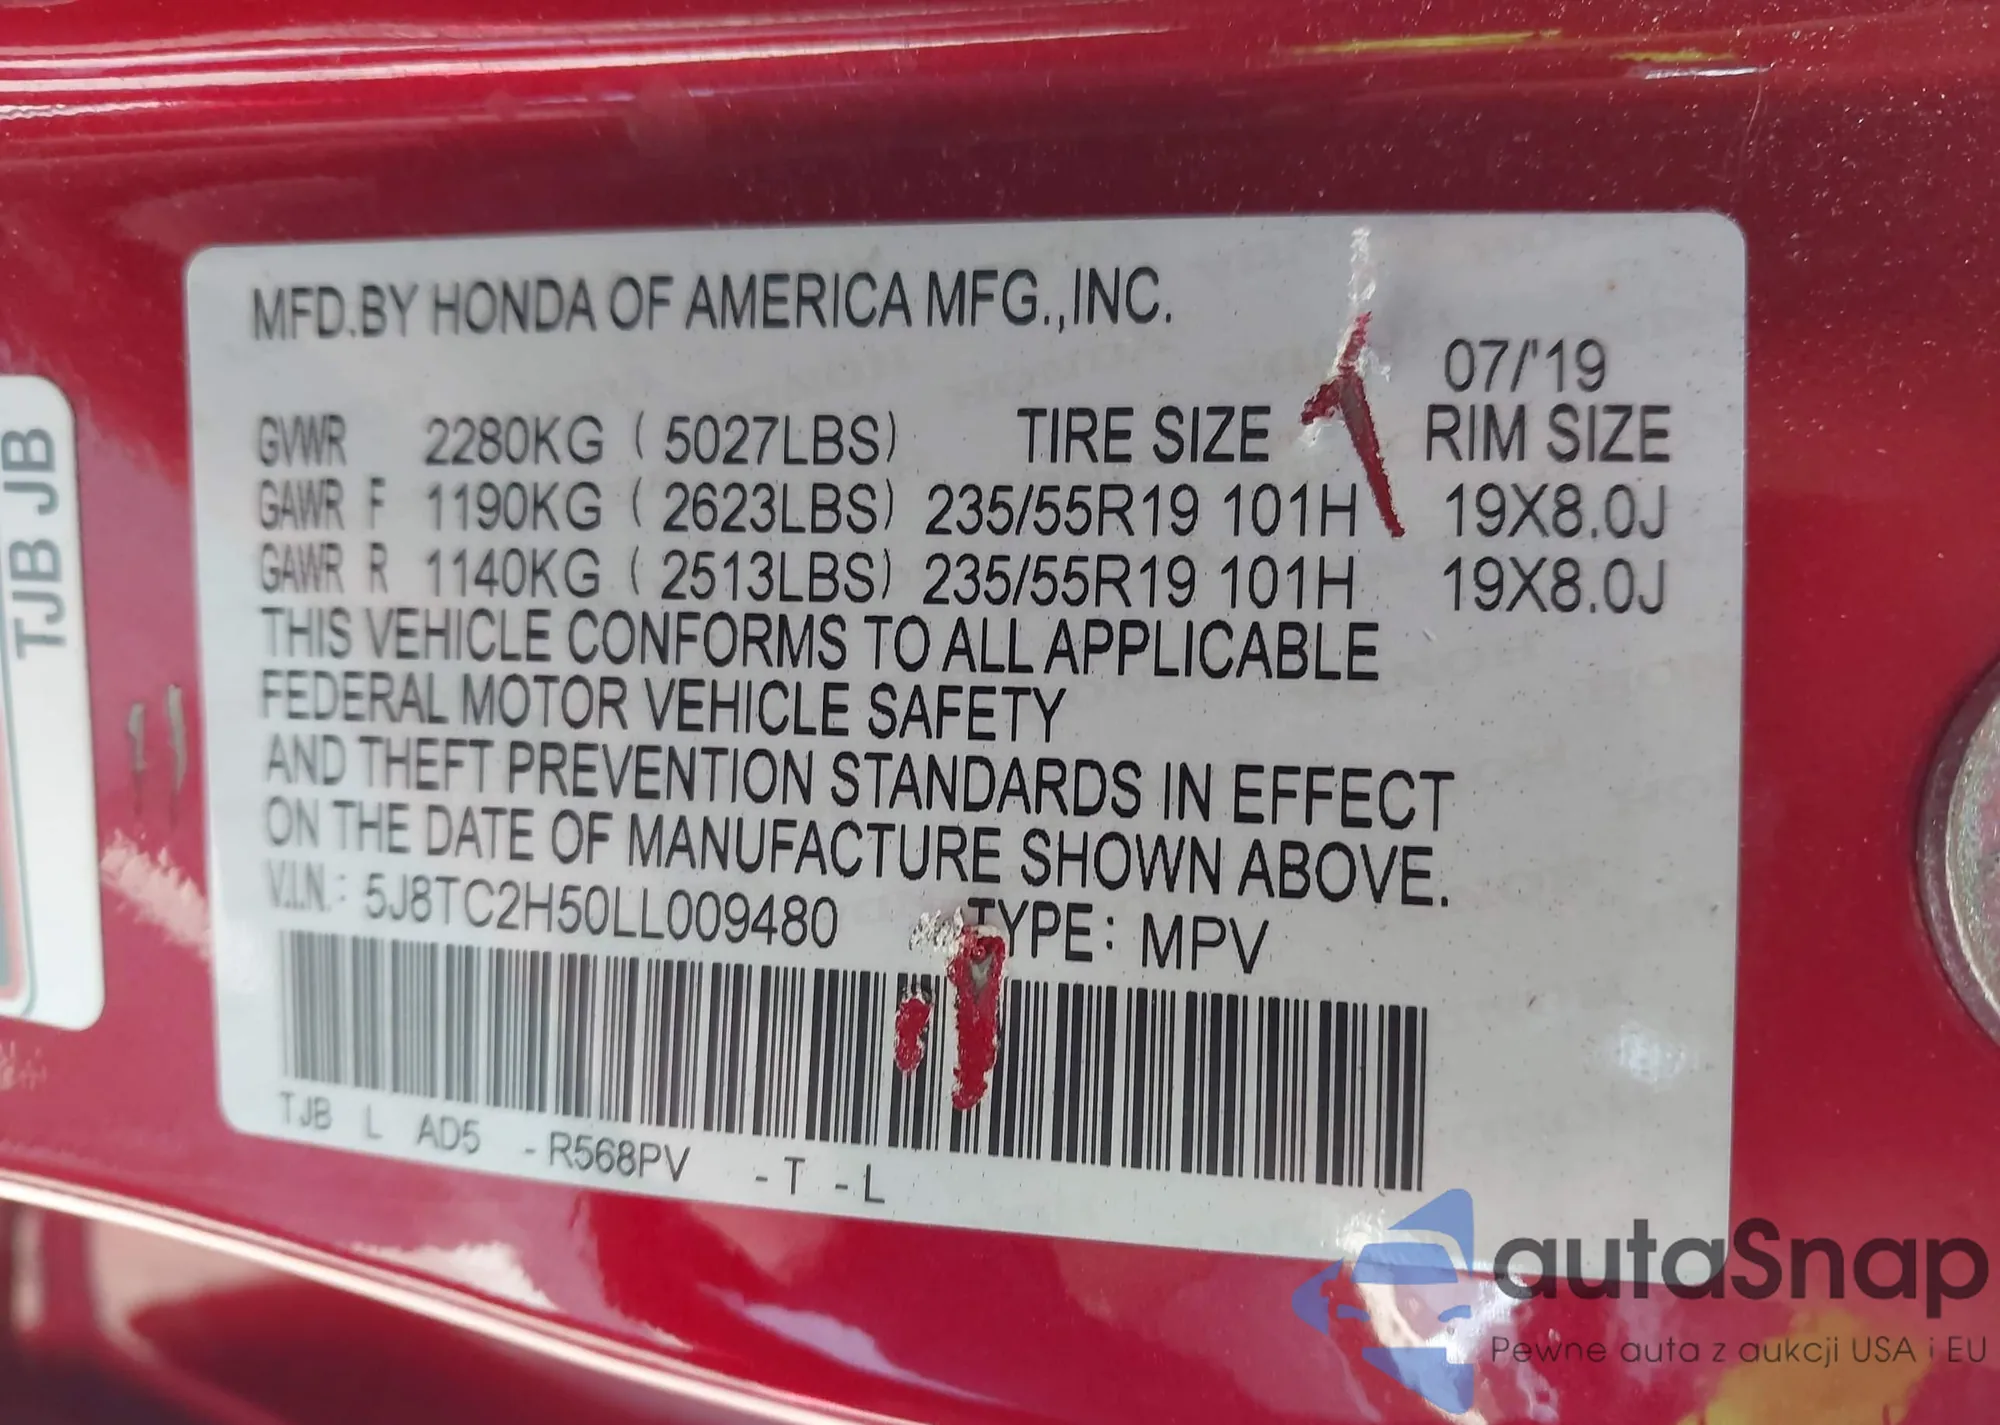 MFD.BY HONDA OF AMERICA MFG.,INC.
07/'19
GVWR 2280KG ( 5027LBS) TIRE SIZE RIM SIZE
GAWR F 1190KG ( 2623LBS) 235/55R19 101H 19X8.0J
GAWR R 1140KG ( 2513LBS) 235/55R19 101H 19X8.0J
THIS VEHICLE CONFORMS TO ALL APPLICABLE
FEDERAL MOTOR VEHICLE SAFETY
AND THEFT PREVENTION STANDARDS IN EFFECT
ON THE DATE OF MANUFACTURE SHOWN ABOVE.
V.I.N.: 5J8TC2H50LL009480 TYPE: MPV
TJB L AD5 -R568PV -T -L
TJB JB
autaSnap
Pewne auta z aukcji USA i EU